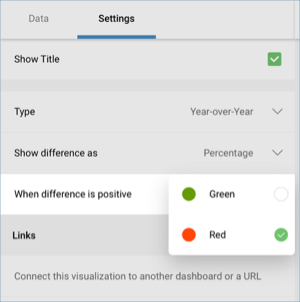 Data Settings
Show Title
Type Year-over-Year
Show difference as Percentage
When difference is positive Green
Links Red
Connect this visualization to another dashboard or a URL